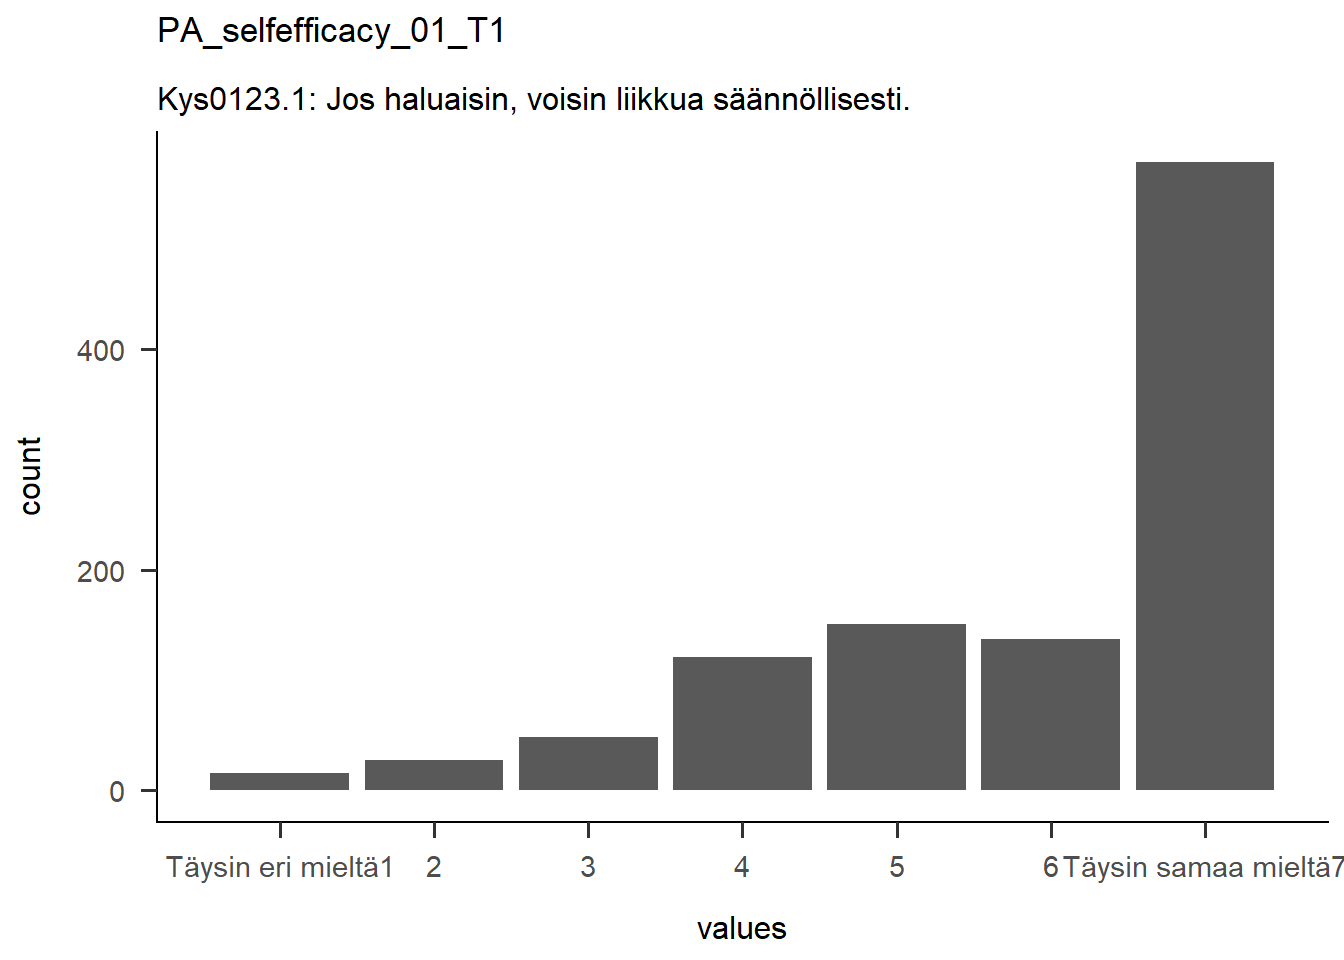 PA_selfefficacy_01_T1
Kys0123.1: Jos haluaisin, voisin liikkua säännöllisesti.
count
400
200
0
Täysin eri mieltä1 2 3 4 5 6 Täysin samaa mieltä7
values